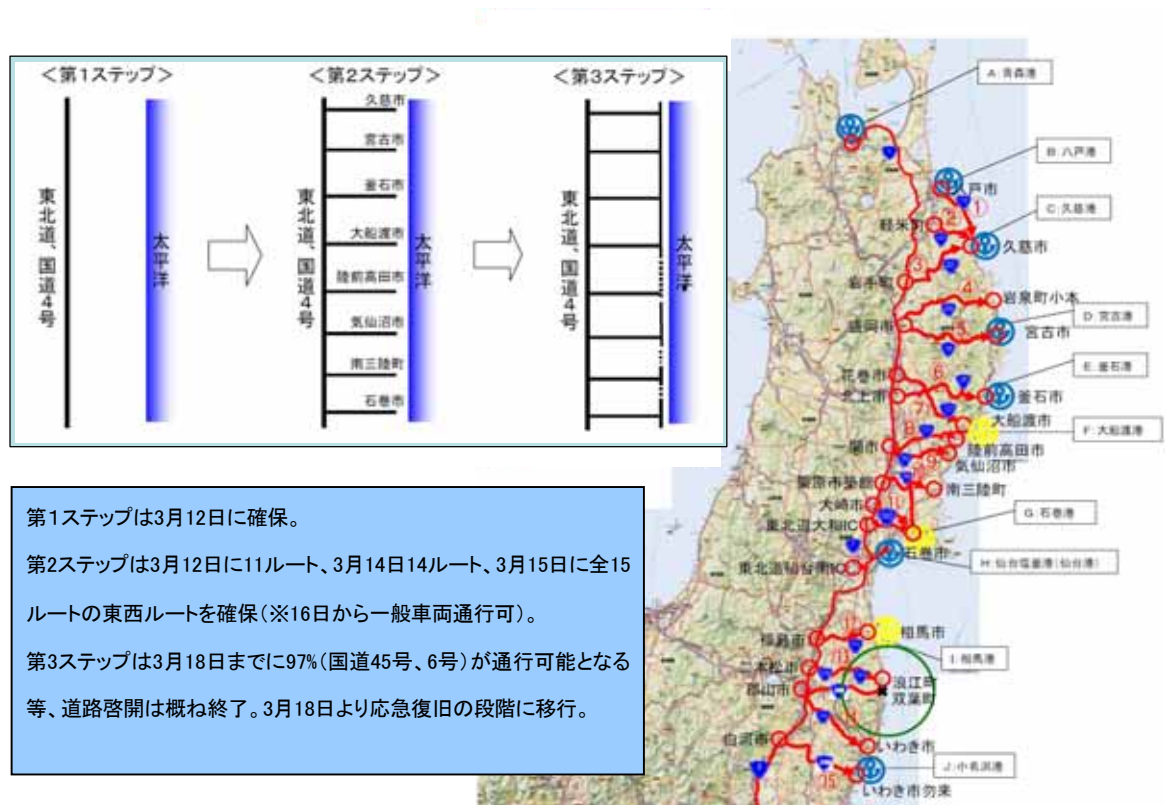 <第1ステップ>
<第2ステップ>
<第3ステップ>
東北道、国道4号
太平洋
東北道、国道4号
久慈市
宮古市
釜石市
大船渡市
陸前高田市
気仙沼市
南三陸町
石巻市
太平洋
東北道、国道4号
太平洋
第1ステップは3月12日に確保。
第2ステップは3月12日に11ルート、3月14日14ルート、3月15日に全15
ルートの東西ルートを確保(※16日から一般車両通行可)。
第3ステップは3月18日までに97%(国道45号、6号)が通行可能となる
等、道路啓開は概ね終了。3月18日より応急復旧の段階に移行。
A:青森港
B:八戸港
八戸市
①
②
C:久慈港
軽米町
久慈市
3
岩手町
4
岩泉町小本
D:宮古港
盛岡市
5
宮古市
花巻市
6
E:釜石港
北上市
釜石市
7
大船渡市
8
F:大船渡港
一関市
陸前高田市
9
気仙沼市
栗原市築館
南三陸町
大崎市
10
G:石巻港
東北道大和IC
石巻市
H:仙台塩釜港(仙台港)
福島市
相馬市
I:相馬港
二本松市
13
浪江町
郡山市
双葉町
14
白河市
いわき市
J:小名浜港
15
いわき市勿来